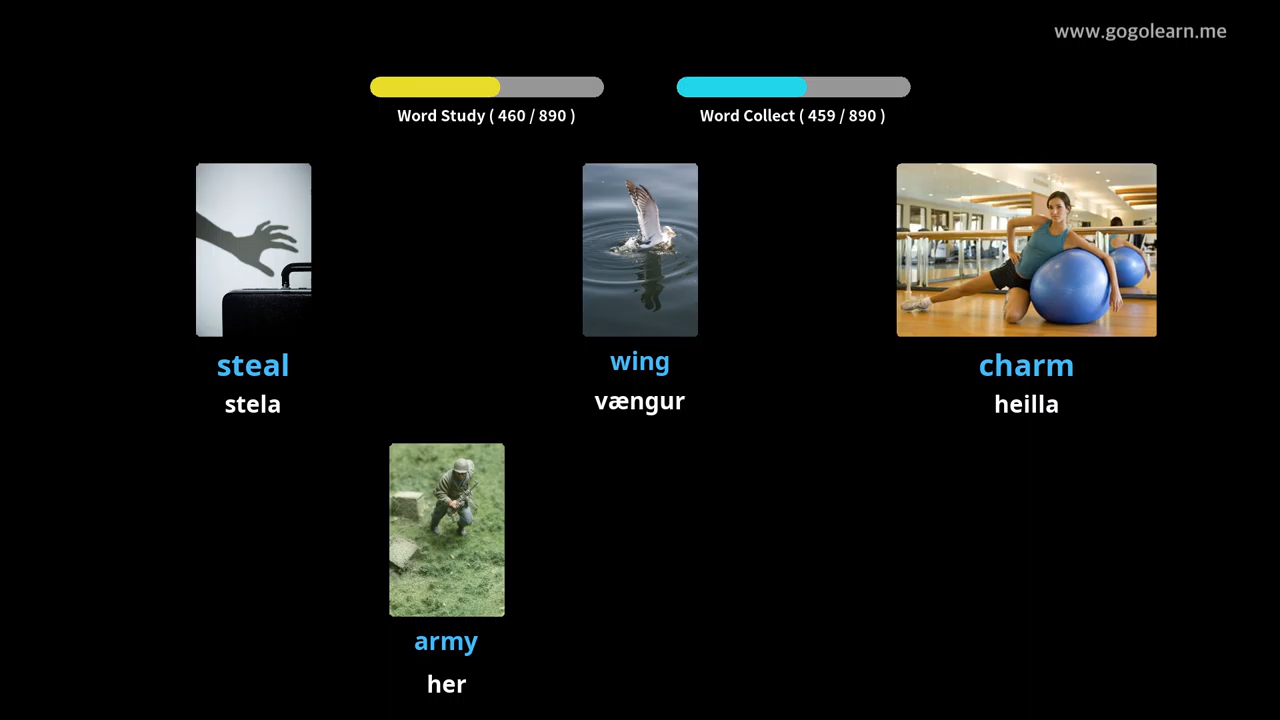 www.gogolearn.me
Word Study ( 460 / 890 )
Word Collect ( 459 / 890 )
steal
stela
wing
vængur
charm
heilla
army
her